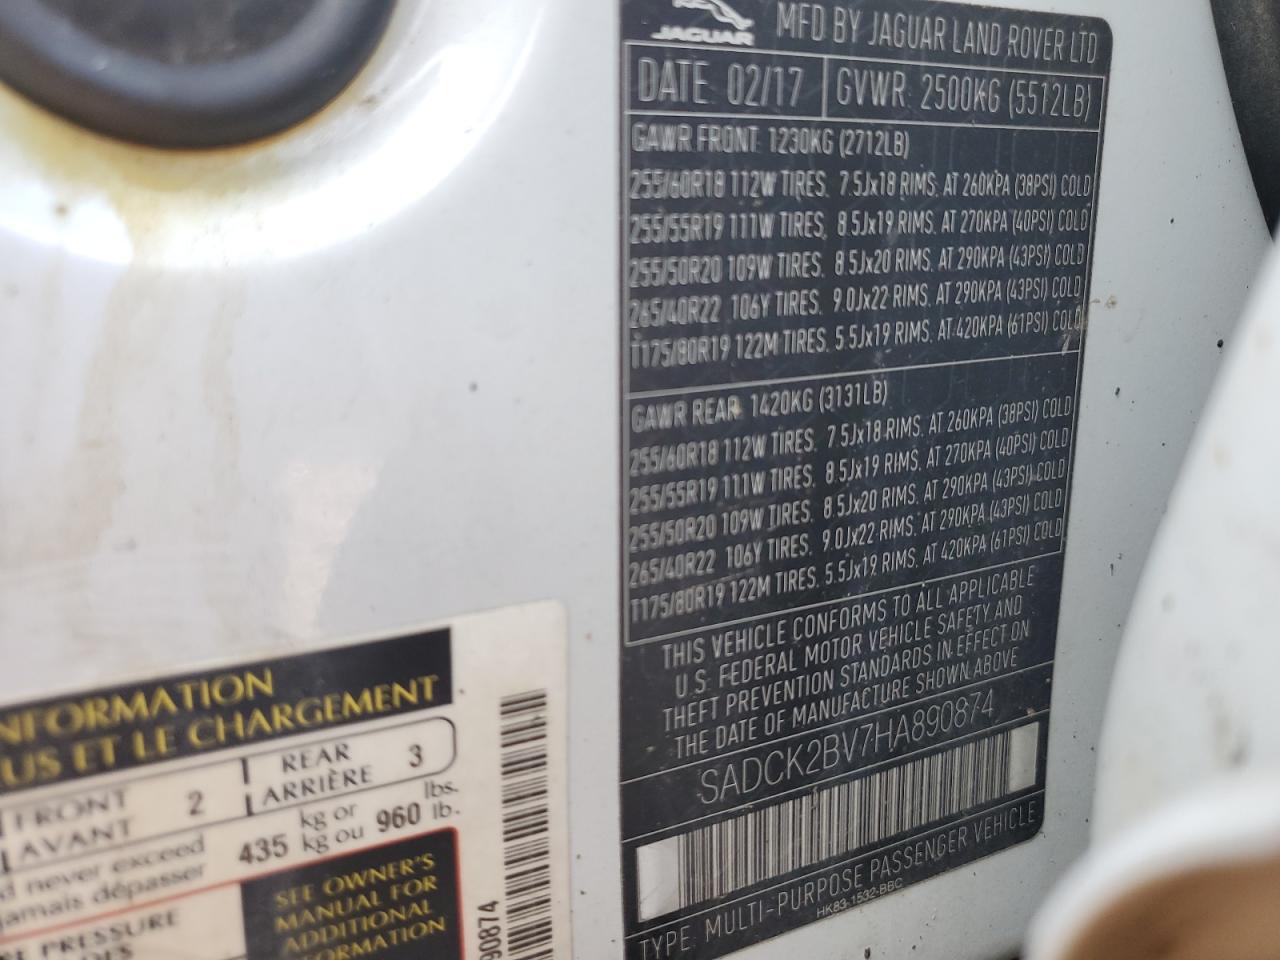 JAGUAR MFD BY JAGUAR LAND ROVER LTD
DATE 02/17 GVWR 2500KG (5512LB)
GAWR FRONT 1230KG (2712LB)
255/60R18 112W TIRES, 7.5Jx18 RIMS, AT 260KPA (38PSI) COLD
255/55R19 111W TIRES, 8.5Jx19 RIMS, AT 270KPA (40PSI) COLD
255/50R20 109W TIRES, 8.5Jx20 RIMS, AT 290KPA (43PSI) COLD
265/40R22 106Y TIRES, 9.0Jx22 RIMS, AT 290KPA (43PSI) COLD
T175/80R19 122M TIRES, 5.5Jx19 RIMS, AT 420KPA (61PSI) COLD
GAWR REAR 1420KG (3131LB)
255/60R18 112W TIRES, 7.5Jx18 RIMS, AT 260KPA (38PSI) COLD
255/55R19 111W TIRES, 8.5Jx19 RIMS, AT 270KPA (40PSI) COLD
255/50R20 109W TIRES, 8.5Jx20 RIMS, AT 290KPA (43PSI) COLD
265/40R22 106Y TIRES, 9.0Jx22 RIMS, AT 290KPA (43PSI) COLD
T175/80R19 122M TIRES, 5.5Jx19 RIMS, AT 420KPA (61PSI) COLD
THIS VEHICLE CONFORMS TO ALL APPLICABLE
U.S. FEDERAL MOTOR VEHICLE SAFETY AND
THEFT PREVENTION STANDARDS IN EFFECT ON
THE DATE OF MANUFACTURE SHOWN ABOVE
SADCK2BV7HA890874
TYPE: MULTI-PURPOSE PASSENGER VEHICLE
HK83-1532-BBC
NFORMATION
US ET LE CHARGEMENT
FRONT 2 REAR 3
AVANT ARRIÈRE
d never exceed 435 kg or 960 lbs.
jamais dépasser kg ou lb.
E PRESSURE
SEE OWNER'S
MANUAL FOR
ADDITIONAL
INFORMATION
90874